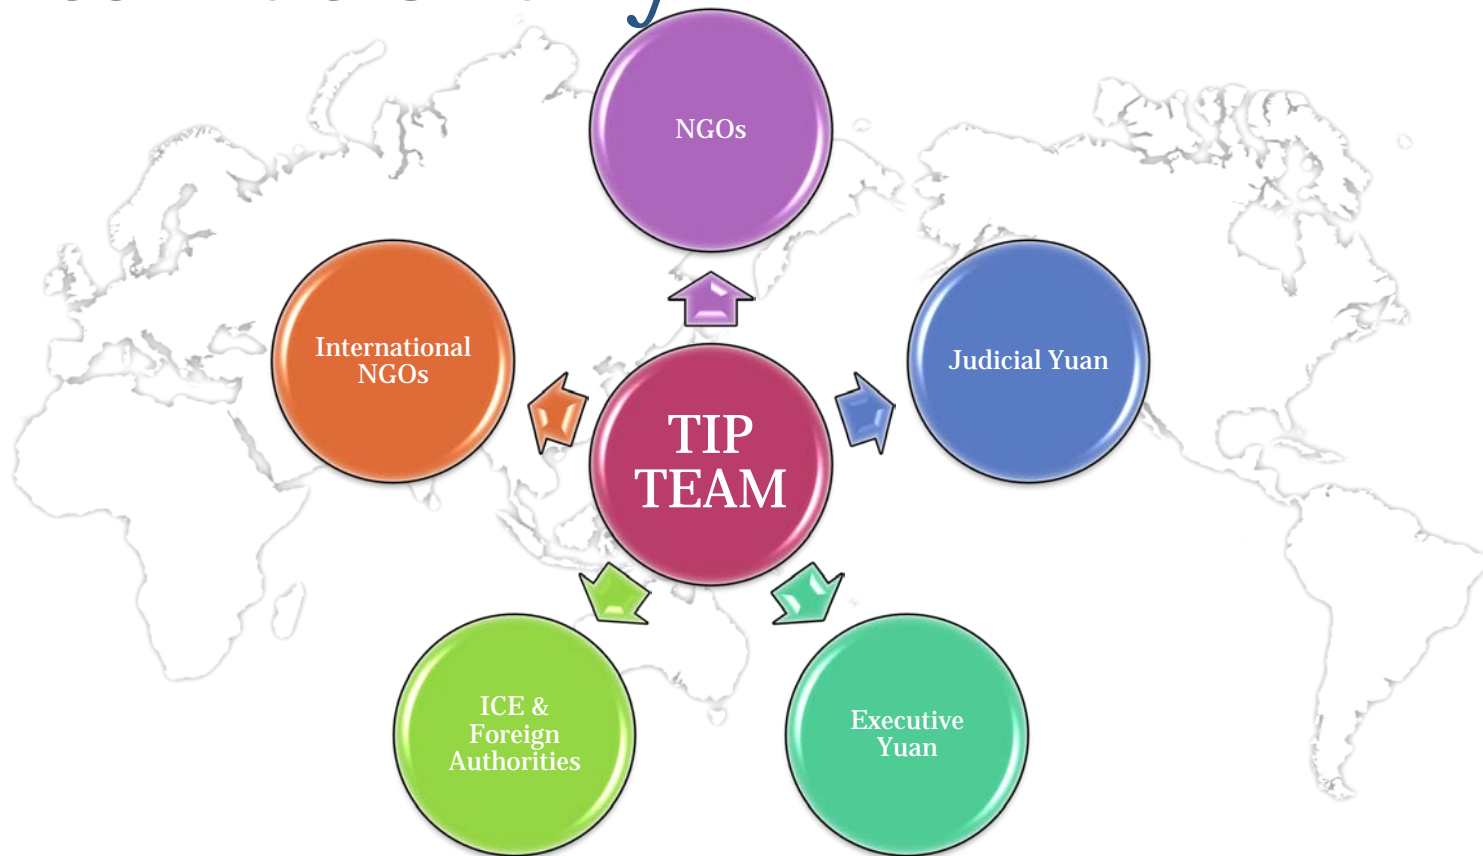 NGOs
International
NGOs
Judicial Yuan
TIP
TEAM
ICE &
Foreign
Authorities
Executive
Yuan